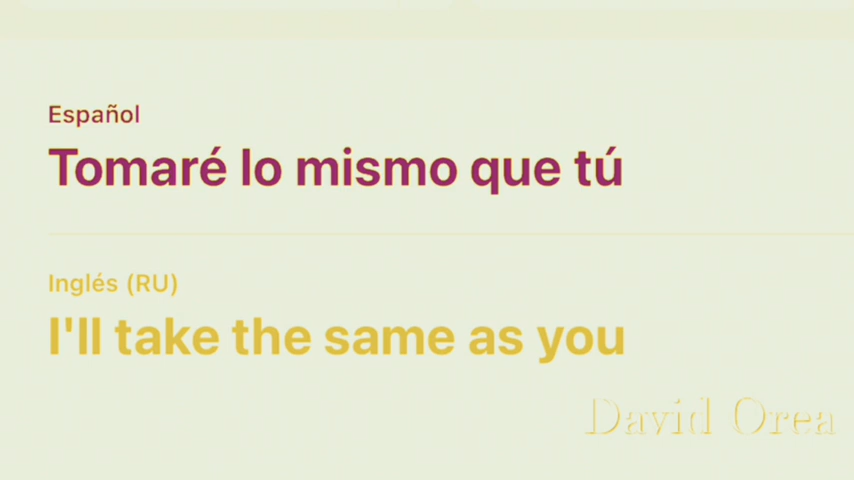 Español
Tomaré lo mismo que tú
Inglés (RU)
I'll take the same as you
David Orea